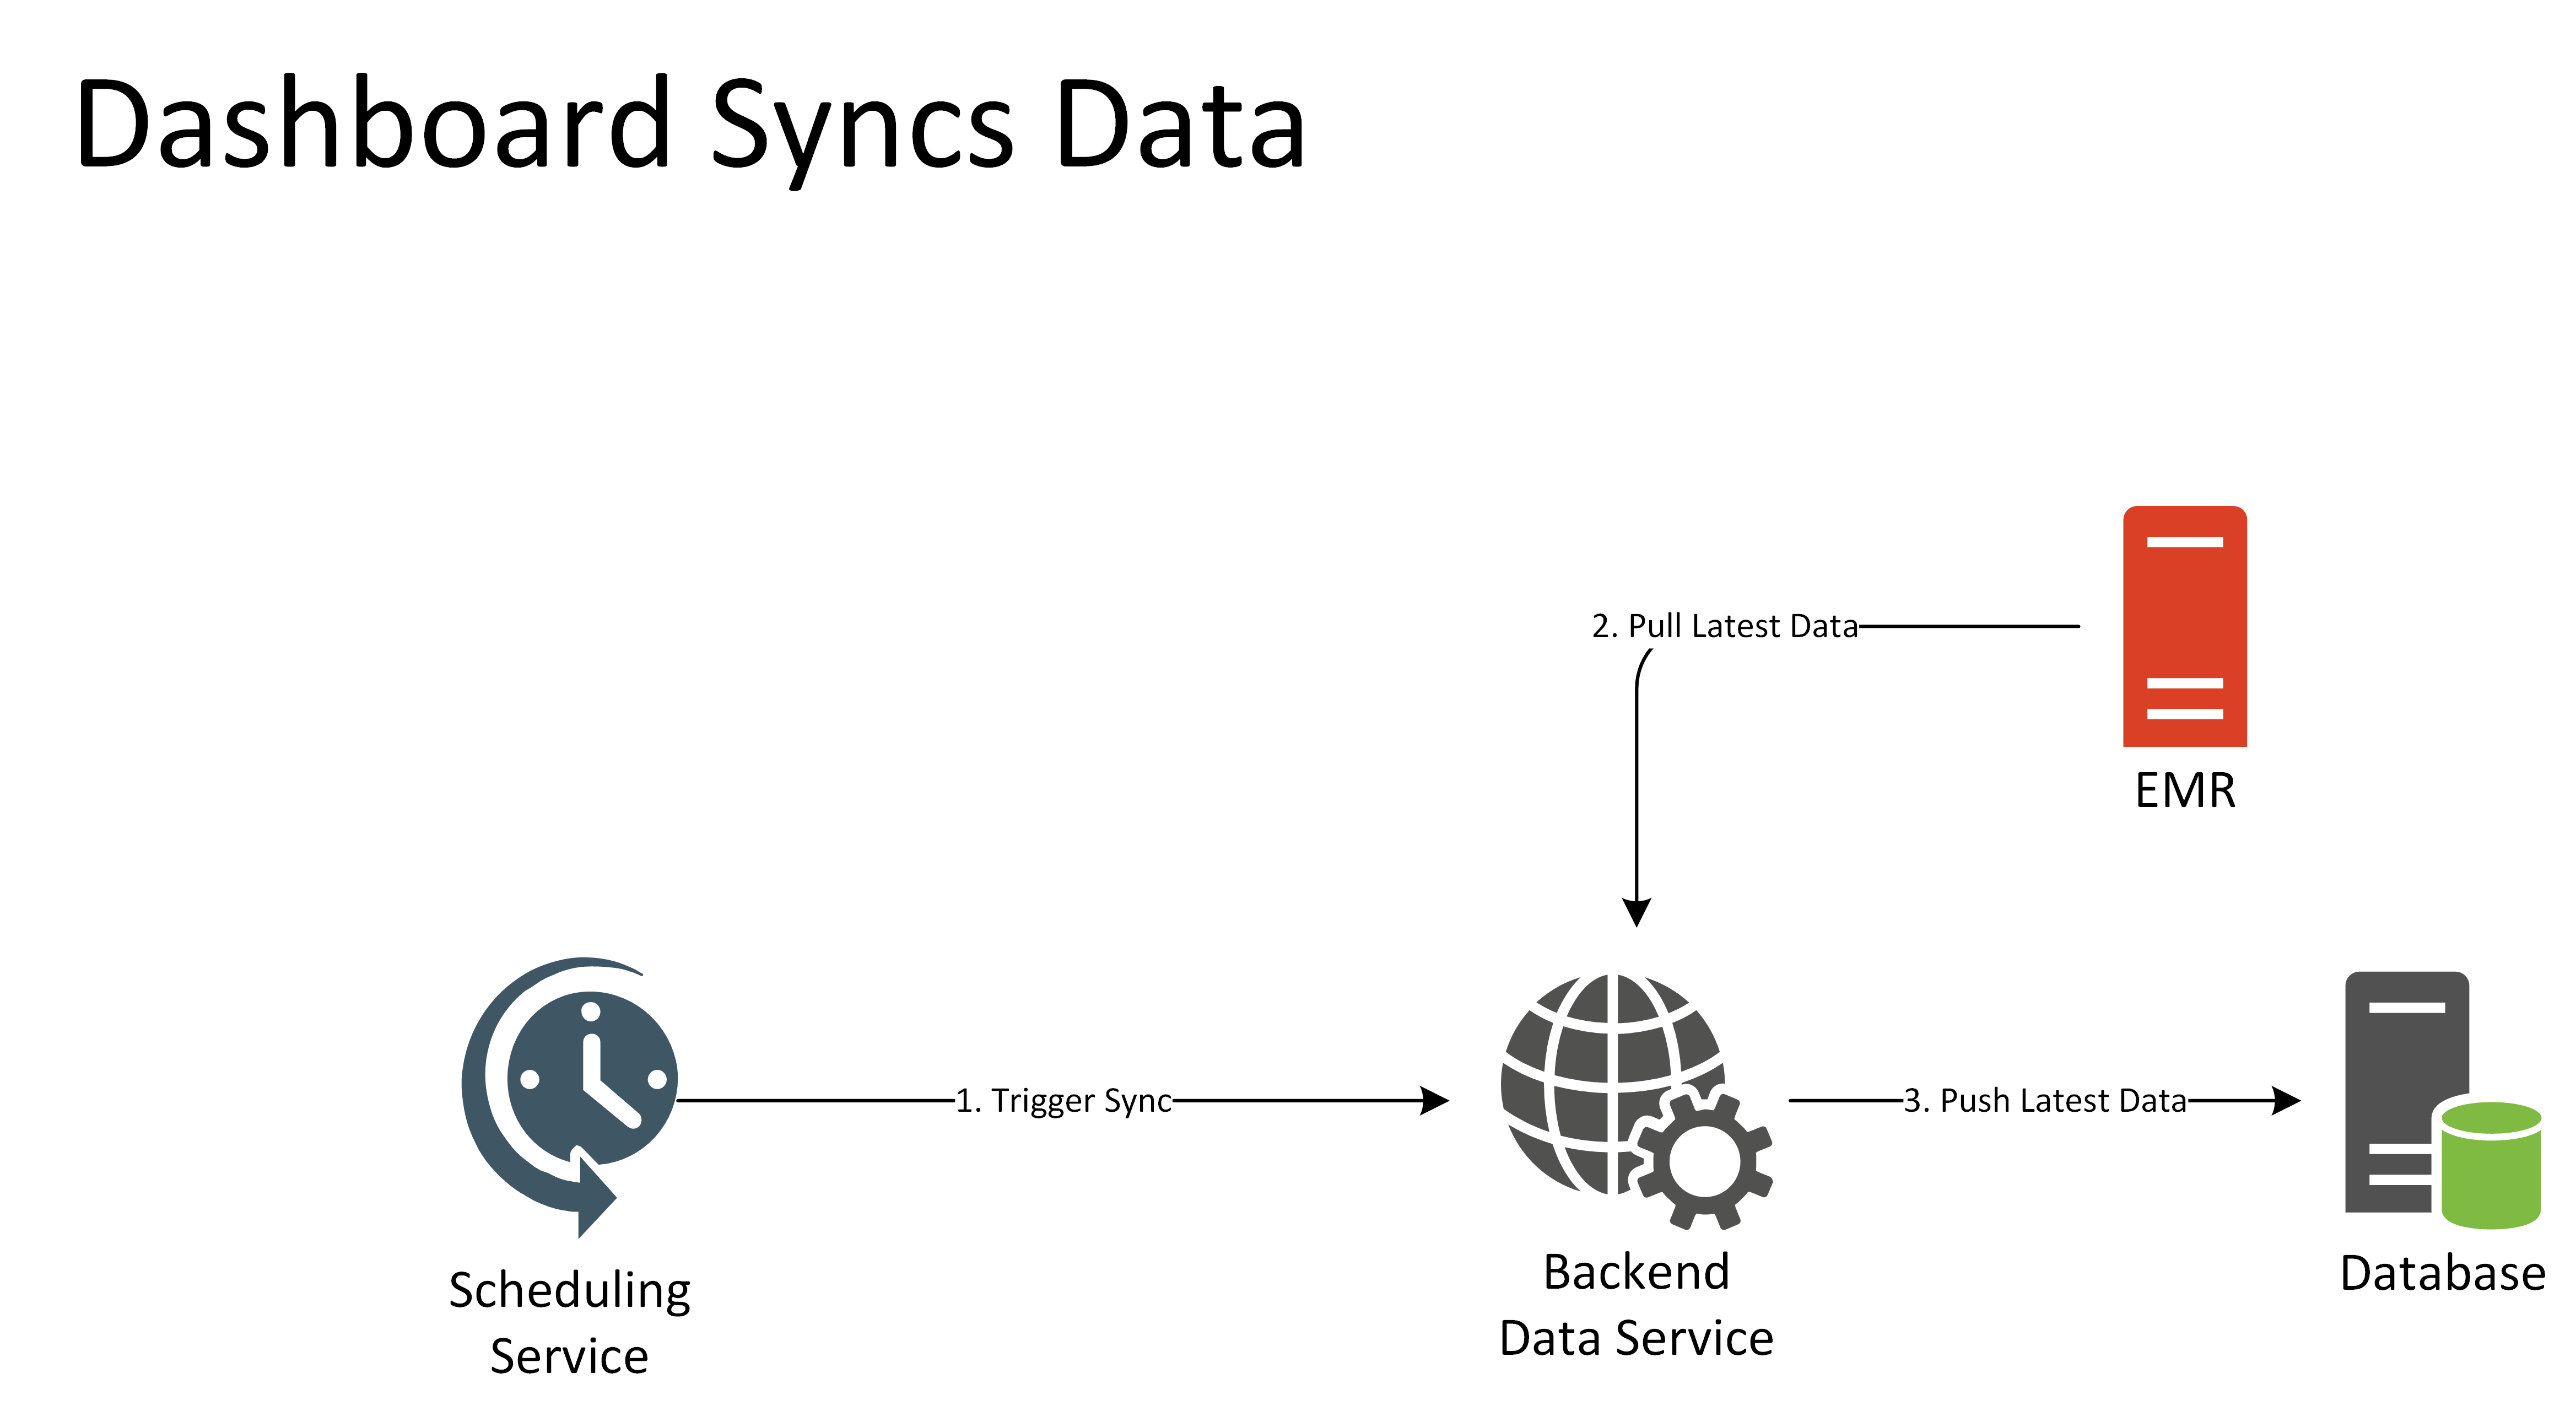 Dashboard Syncs Data
2. Pull Latest Data
EMR
1. Trigger Sync
3. Push Latest Data
Scheduling
Service
Backend
Data Service
Database